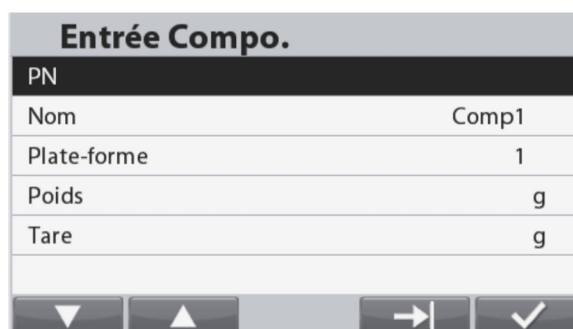 Entrée Compo.
PN
Nom Comp1
Plate-forme 1
Poids g
Tare g